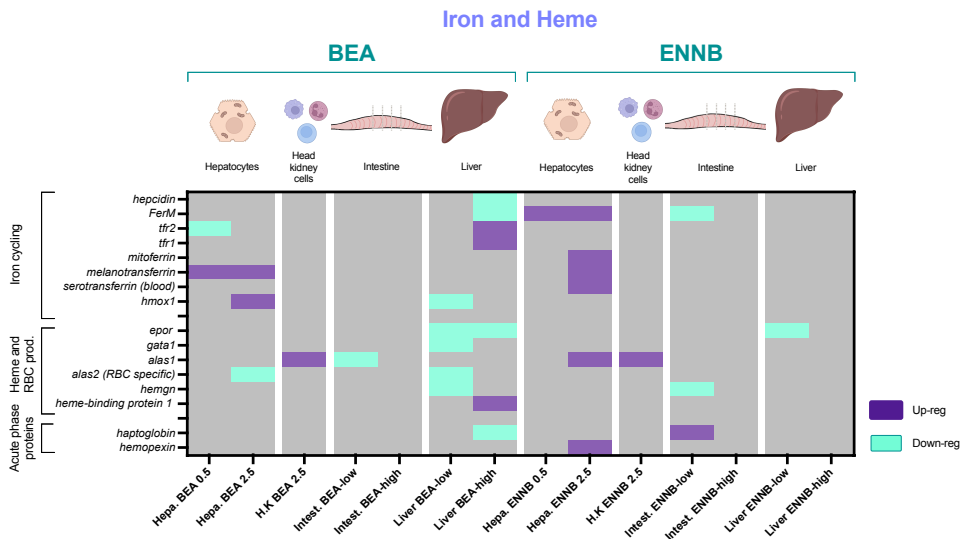 Iron and Heme
BEA
ENNB
Hepatocytes
Head
kidney
cells
Intestine
Liver
Hepatocytes
Head
kidney
cells
Intestine
Liver
Iron cycling
hepcidin
FerM
tfr2
tfr1
mitoferrin
melanotransferrin
serotransferrin (blood)
hmox1
Heme and
RBC prod.
epor
gata1
alas1
alas2 (RBC specific)
hemgn
heme-binding protein 1
Acute phase
proteins
haptoglobin
hemopexin
Up-reg
Down-reg
Hepa. BEA 0.5
Hepa. BEA 2.5
H.K BEA 2.5
Intest. BEA-low
Intest. BEA-high
Liver BEA-low
Liver BEA-high
Hepa. ENNB 0.5
Hepa. ENNB 2.5
H.K ENNB 2.5
Intest. ENNB-low
Intest. ENNB-high
Liver ENNB-low
Liver ENNB-high